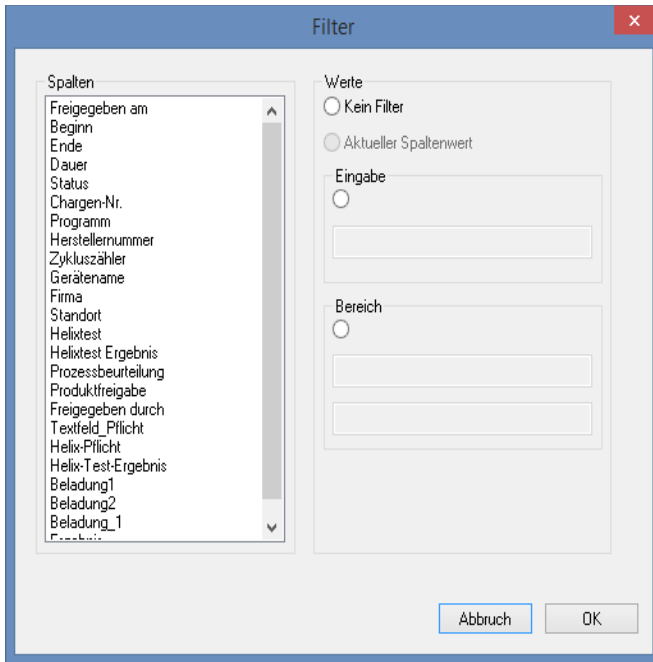 Filter
Spalten
Freigegeben am
Beginn
Ende
Dauer
Status
Chargen-Nr.
Programm
Herstellernummer
Zykluszähler
Gerätename
Firma
Standort
Helixtest
Helixtest Ergebnis
Prozessbeurteilung
Produktfreigabe
Freigegeben durch
Textfeld_Pflicht
Helix-Pflicht
Helix-Test-Ergebnis
Beladung1
Beladung2
Beladung_1
Werte
Kein Filter
Aktueller Spaltenwert
Eingabe
Bereich
Abbruch
OK